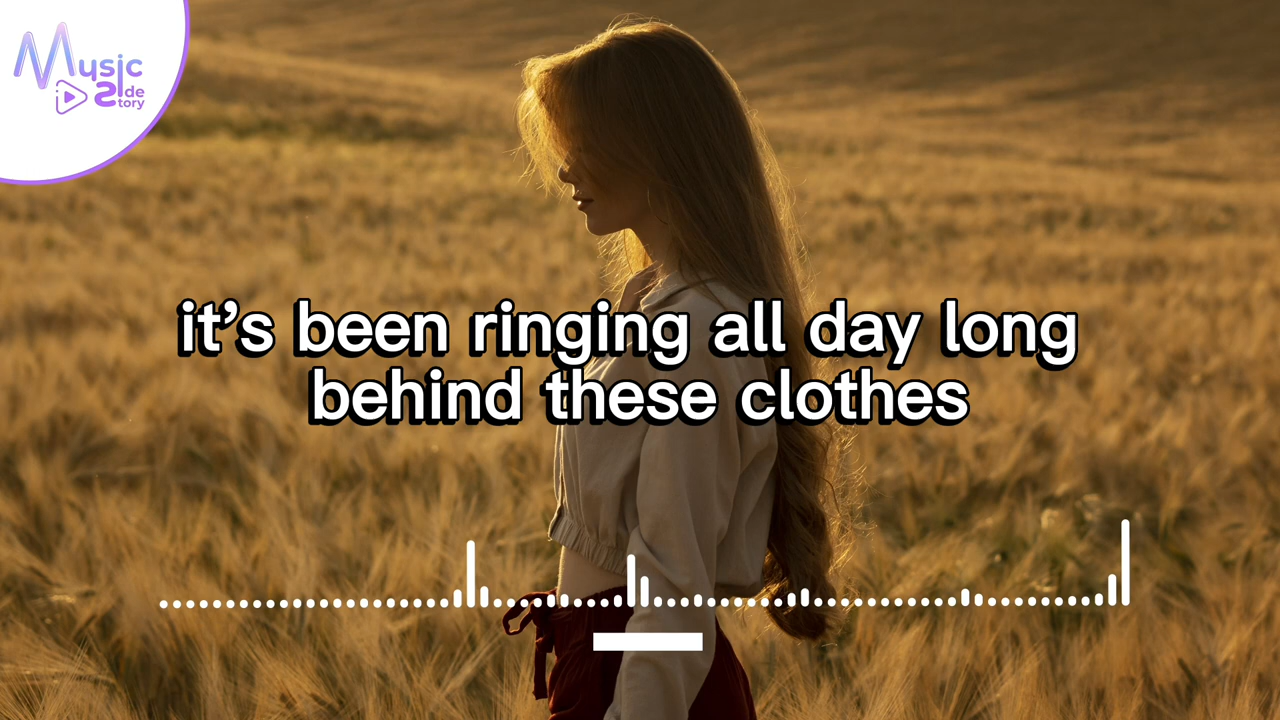 Music
Side
Story
it's been ringing all day long
behind these clothes